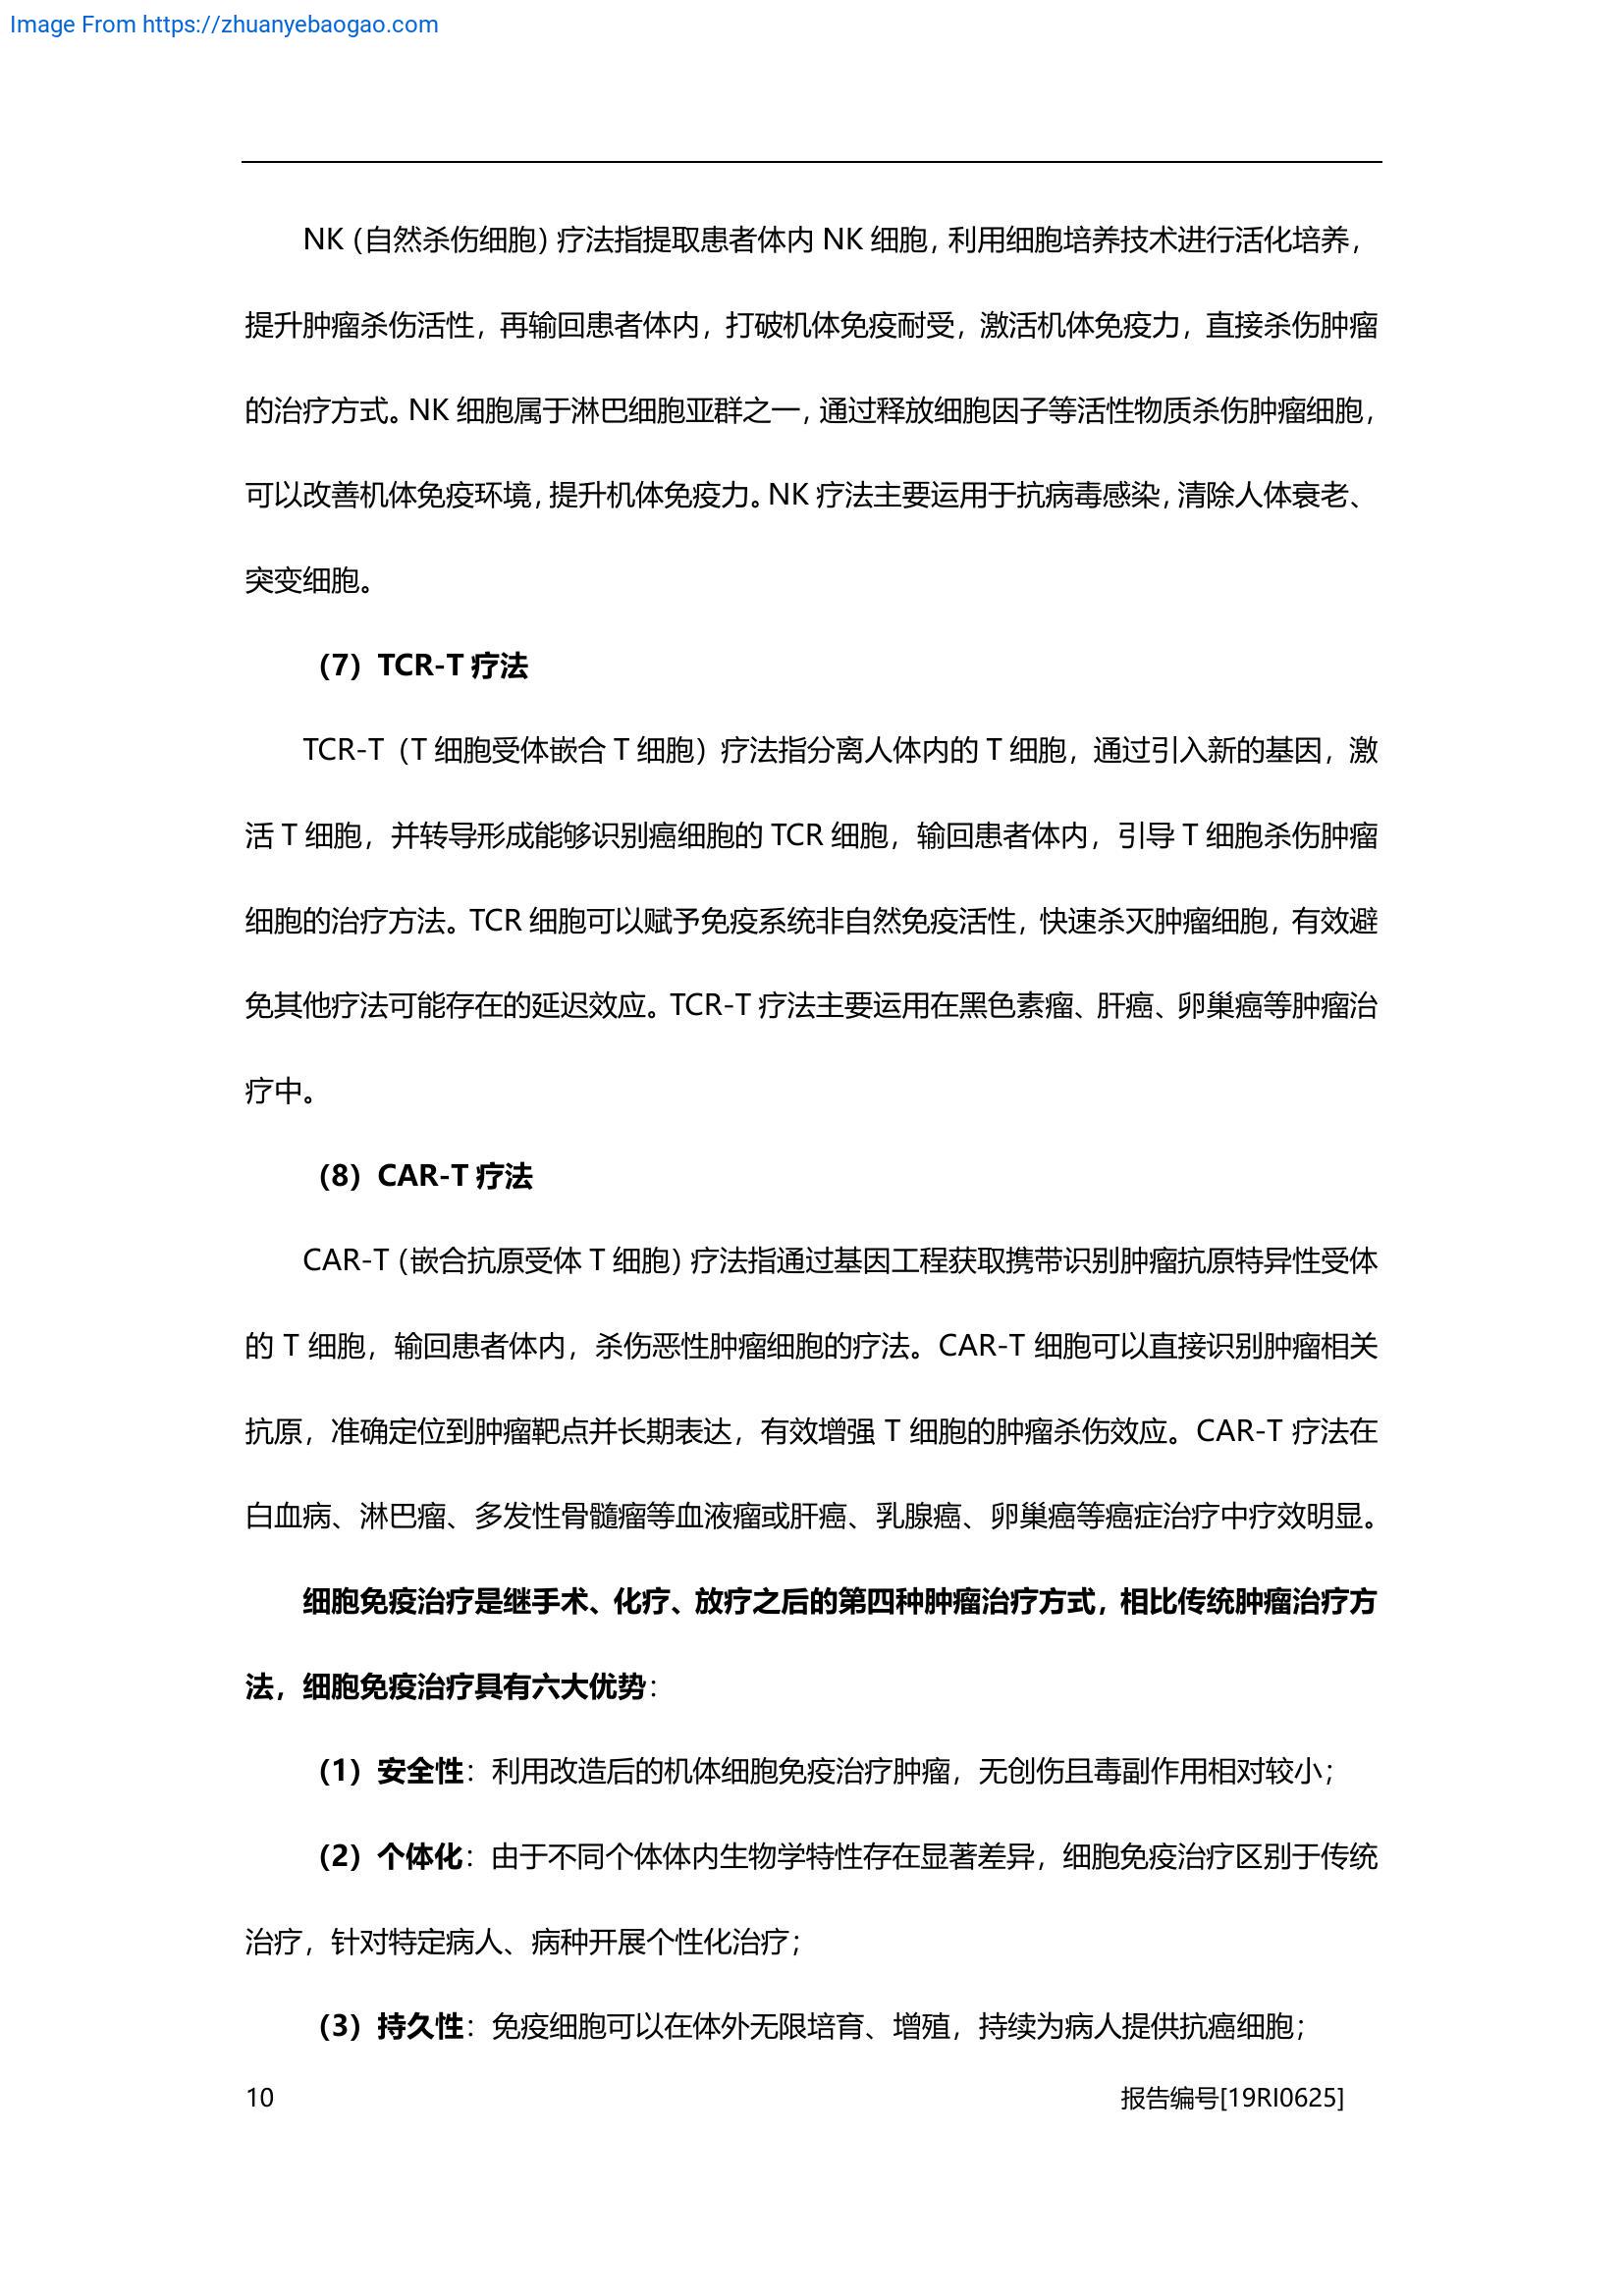 Image From https://zhuanyebaogao.com
NK（自然杀伤细胞）疗法指提取患者体内 NK 细胞，利用细胞培养技术进行活化培养，
提升肿瘤杀伤活性，再输回患者体内，打破机体免疫耐受，激活机体免疫力，直接杀伤肿瘤
的治疗方式。NK 细胞属于淋巴细胞亚群之一，通过释放细胞因子等活性物质杀伤肿瘤细胞，
可以改善机体免疫环境，提升机体免疫力。NK 疗法主要运用于抗病毒感染，清除人体衰老、
突变细胞。
（7）TCR-T 疗法
TCR-T（T 细胞受体嵌合 T 细胞）疗法指分离人体内的 T 细胞，通过引入新的基因，激
活 T 细胞，并转导形成能够识别癌细胞的 TCR 细胞，输回患者体内，引导 T 细胞杀伤肿瘤
细胞的治疗方法。TCR 细胞可以赋予免疫系统非自然免疫活性，快速杀灭肿瘤细胞，有效避
免其他疗法可能存在的延迟效应。TCR-T 疗法主要运用在黑色素瘤、肝癌、卵巢癌等肿瘤治
疗中。
（8）CAR-T 疗法
CAR-T（嵌合抗原受体 T 细胞）疗法指通过基因工程获取携带识别肿瘤抗原特异性受体
的 T 细胞，输回患者体内，杀伤恶性肿瘤细胞的疗法。CAR-T 细胞可以直接识别肿瘤相关
抗原，准确定位到肿瘤靶点并长期表达，有效增强 T 细胞的肿瘤杀伤效应。CAR-T 疗法在
白血病、淋巴瘤、多发性骨髓瘤等血液瘤或肝癌、乳腺癌、卵巢癌等癌症治疗中疗效明显。
细胞免疫治疗是继手术、化疗、放疗之后的第四种肿瘤治疗方式，相比传统肿瘤治疗方
法，细胞免疫治疗具有六大优势：
（1）安全性：利用改造后的机体细胞免疫治疗肿瘤，无创伤且毒副作用相对较小；
（2）个体化：由于不同个体体内生物学特性存在显著差异，细胞免疫治疗区别于传统
治疗，针对特定病人、病种开展个性化治疗；
（3）持久性：免疫细胞可以在体外无限培育、增殖，持续为病人提供抗癌细胞；
10 报告编号[19RI0625]